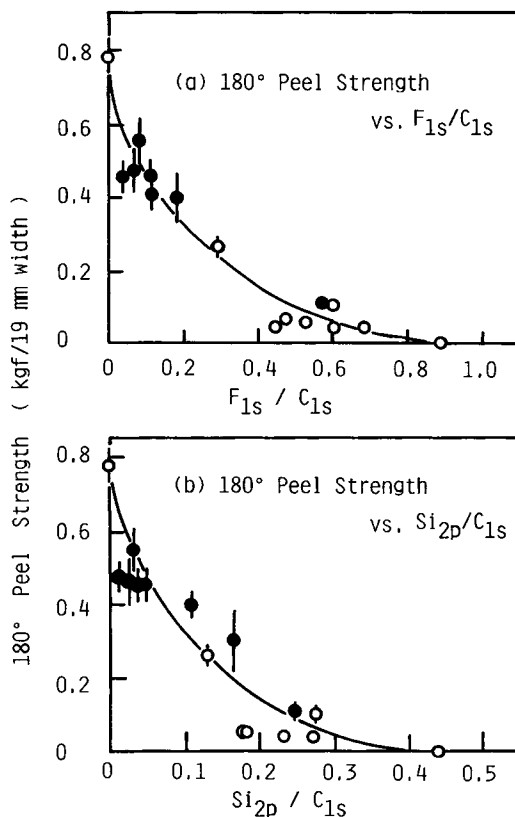 180° Peel Strength ( kgf/19 mm width )
0.8
0.6
0.4
0.2
0
(a) 180° Peel Strength
vs. F1s/C1s
0 0.2 0.4 0.6 0.8 1.0
F1s / C1s
0.8
0.6
0.4
0.2
0
(b) 180° Peel Strength
vs. Si2p/C1s
0 0.1 0.2 0.3 0.4 0.5
Si2p / C1s